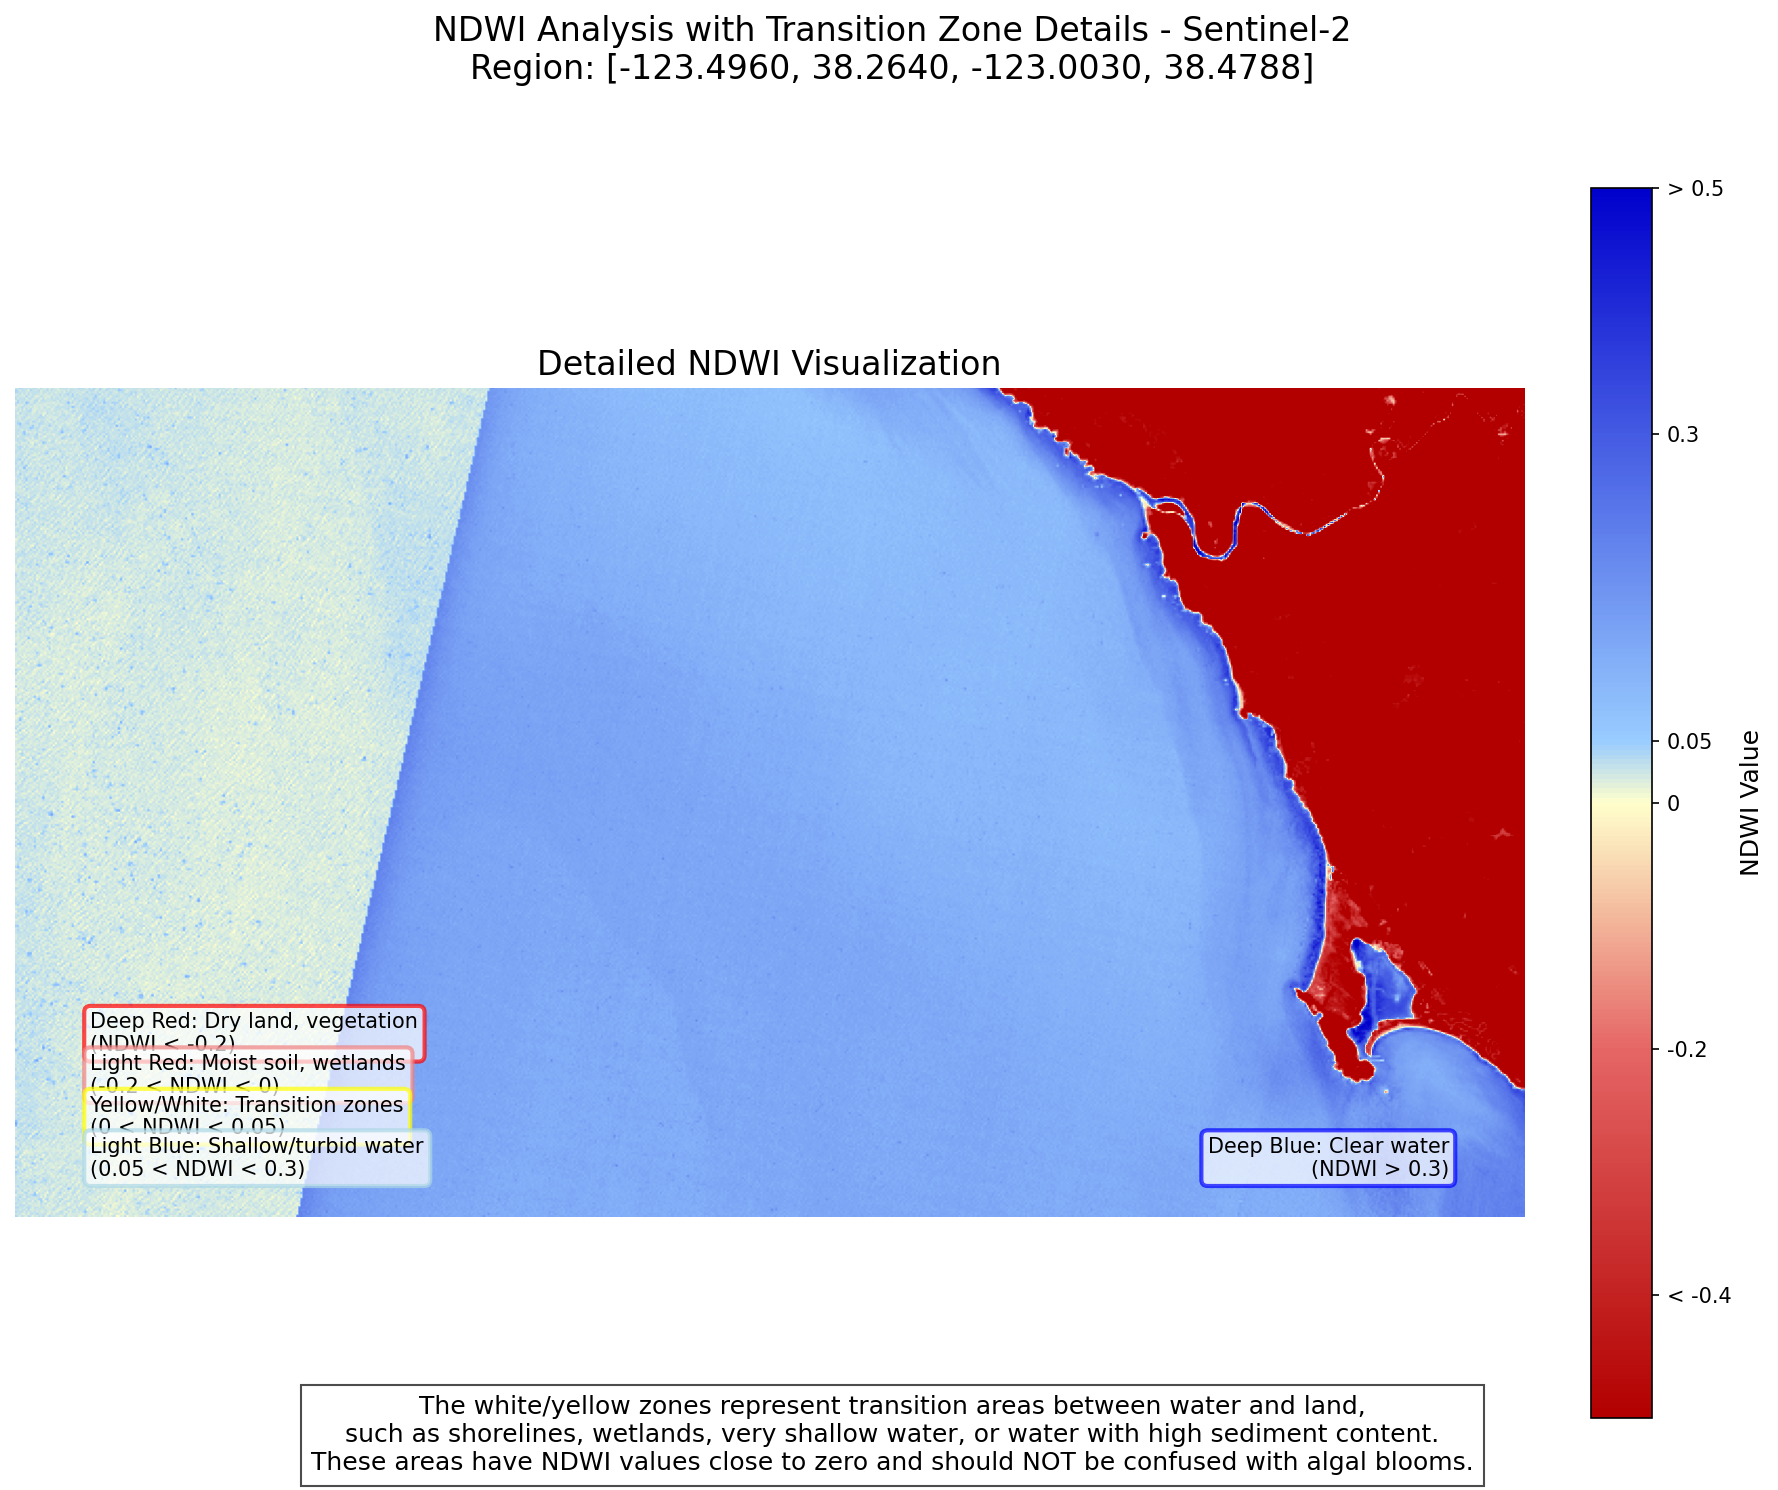 NDWI Analysis with Transition Zone Details - Sentinel-2
Region: [-123.4960, 38.2640, -123.0030, 38.4788]
Detailed NDWI Visualization
Deep Red: Dry land, vegetation
(NDWI < -0.2)
Light Red: Moist soil, wetlands
(-0.2 < NDWI < 0)
Yellow/White: Transition zones
(0 < NDWI < 0.05)
Light Blue: Shallow/turbid water
(0.05 < NDWI < 0.3)
Deep Blue: Clear water
(NDWI > 0.3)
> 0.5
0.3
0.05
0
-0.2
< -0.4
NDWI Value
The white/yellow zones represent transition areas between water and land,
such as shorelines, wetlands, very shallow water, or water with high sediment content.
These areas have NDWI values close to zero and should NOT be confused with algal blooms.